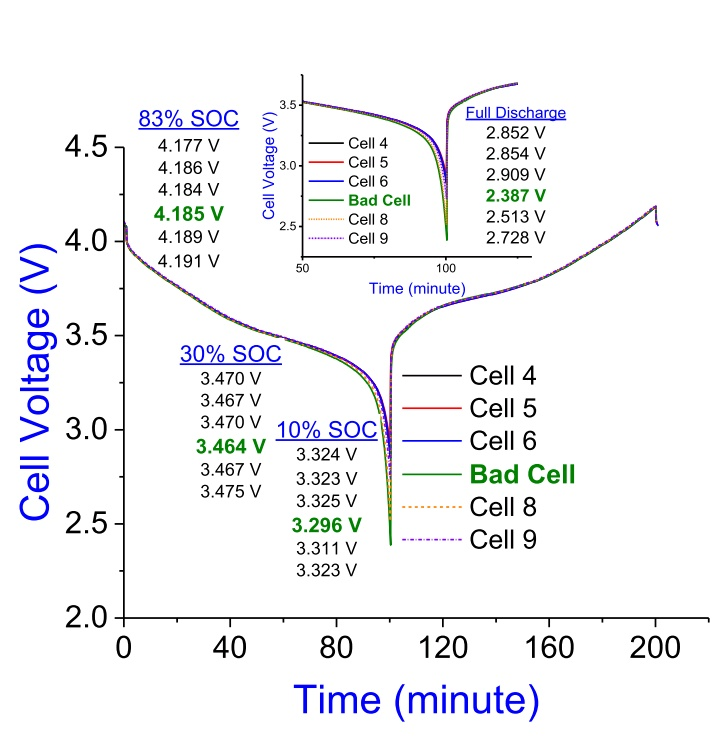 83% SOC
4.177 V
4.186 V
4.184 V
4.185 V
4.189 V
4.191 V
Cell Voltage (V)
3.5
3.0
2.5
50
100
Time (minute)
Cell 4
Cell 5
Cell 6
Bad Cell
Cell 8
Cell 9
Full Discharge
2.852 V
2.854 V
2.909 V
2.387 V
2.513 V
2.728 V
Cell Voltage (V)
4.5
4.0
3.5
3.0
2.5
2.0
30% SOC
3.470 V
3.467 V
3.470 V
3.464 V
3.467 V
3.475 V
10% SOC
3.324 V
3.323 V
3.325 V
3.296 V
3.311 V
3.323 V
Cell 4
Cell 5
Cell 6
Bad Cell
Cell 8
Cell 9
0
40
80
120
160
200
Time (minute)